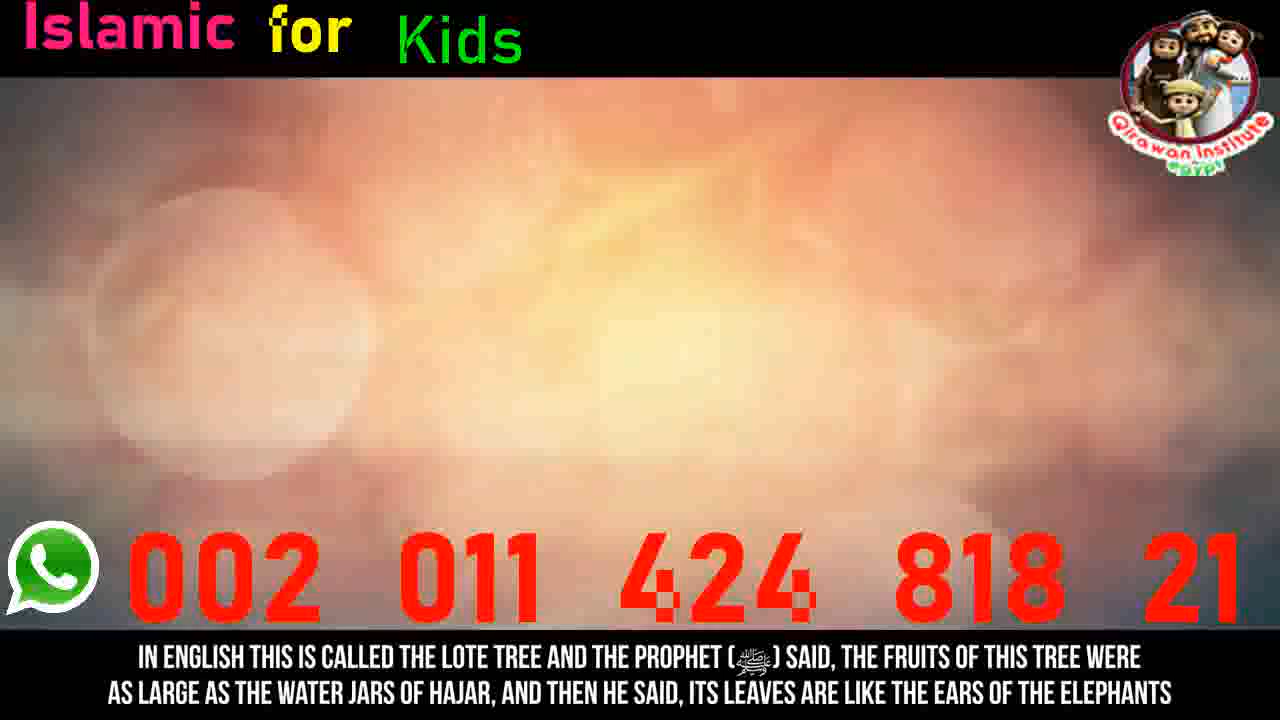 Islamic for Kids
Qirawan Institute
egypt
002 011 424 818 21
IN ENGLISH THIS IS CALLED THE LOTE TREE AND THE PROPHET (ﷺ) SAID, THE FRUITS OF THIS TREE WERE
AS LARGE AS THE WATER JARS OF HAJAR, AND THEN HE SAID, ITS LEAVES ARE LIKE THE EARS OF THE ELEPHANTS